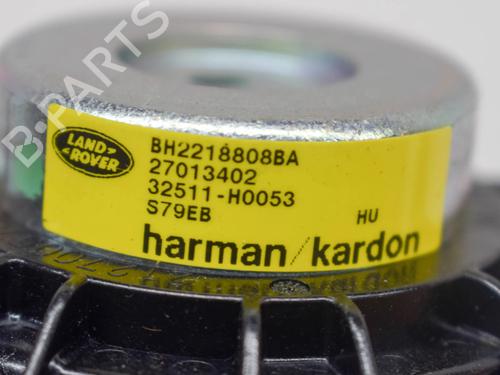 B-PARTS
LAND
ROVER
BH2218808BA
27013402
32511-H0053
S79EB
HU
harman/kardon